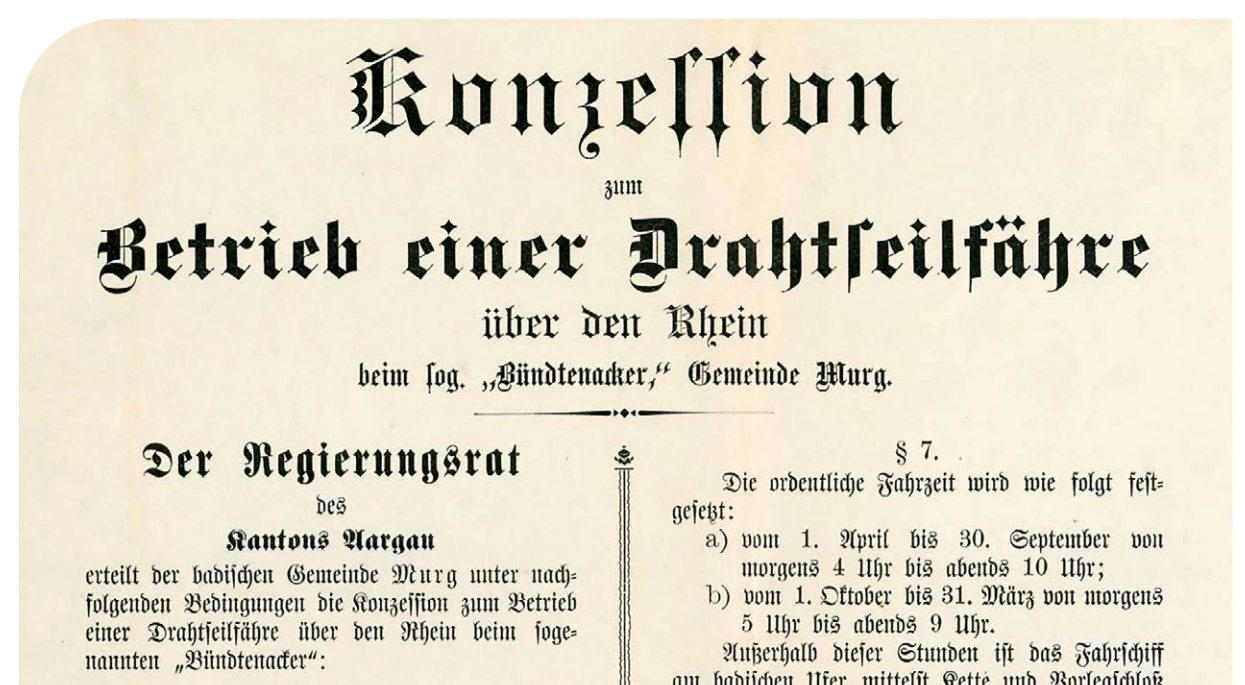 Konzeſſion
zum
Betrieb einer Drahtſeilfähre
über den Rhein
beim ſog. „Bündtenacker,“ Gemeinde Murg.
Der Regierungsrat
des
Kantons Aargau
erteilt der badiſchen Gemeinde Murg unter nach⸗
folgenden Bedingungen die Konzeſſion zum Betrieb
einer Drahtſeilfähre über den Rhein beim ſoge⸗
nannten „Bündtenacker“:
§ 7.
Die ordentliche Fahrzeit wird wie folgt feſt⸗
geſetzt:
a) vom 1. April bis 30. September von
morgens 4 Uhr bis abends 10 Uhr;
b) vom 1. Oktober bis 31. März von morgens
5 Uhr bis abends 9 Uhr.
Außerhalb dieſer Stunden iſt das Fahrſchiff
am badiſchen Ufer mittelſt Kette und Vorlegſchloß